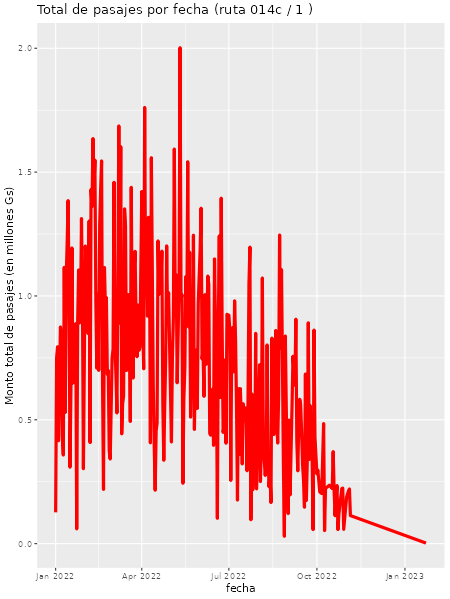 Total de pasajes por fecha (ruta 014c / 1 )
Monto total de pasajes (en millones Gs)
2.0
1.5
1.0
0.5
0.0
Jan 2022
Apr 2022
Jul 2022
Oct 2022
Jan 2023
fecha